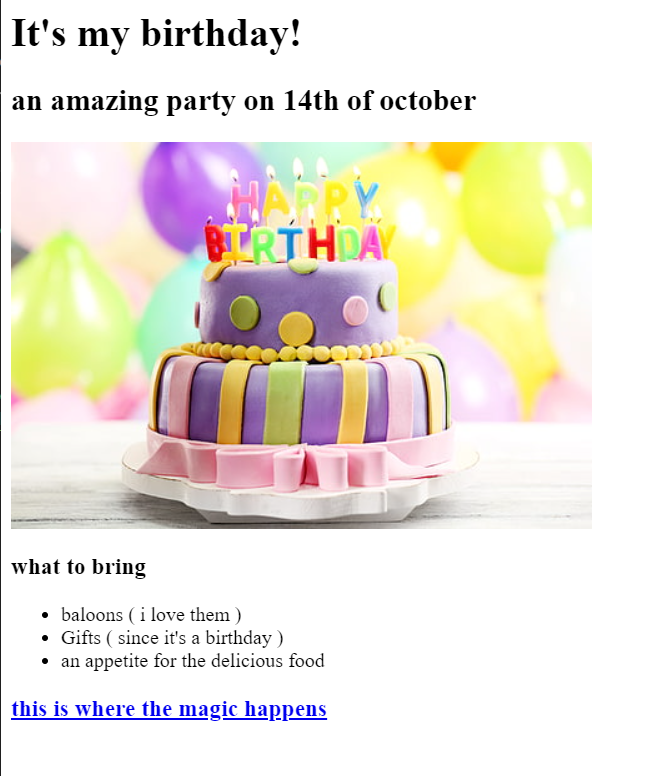 It's my birthday!
an amazing party on 14th of october
HAPPY
BIRTHDAY
what to bring
baloons ( i love them )
Gifts ( since it's a birthday )
an appetite for the delicious food
this is where the magic happens